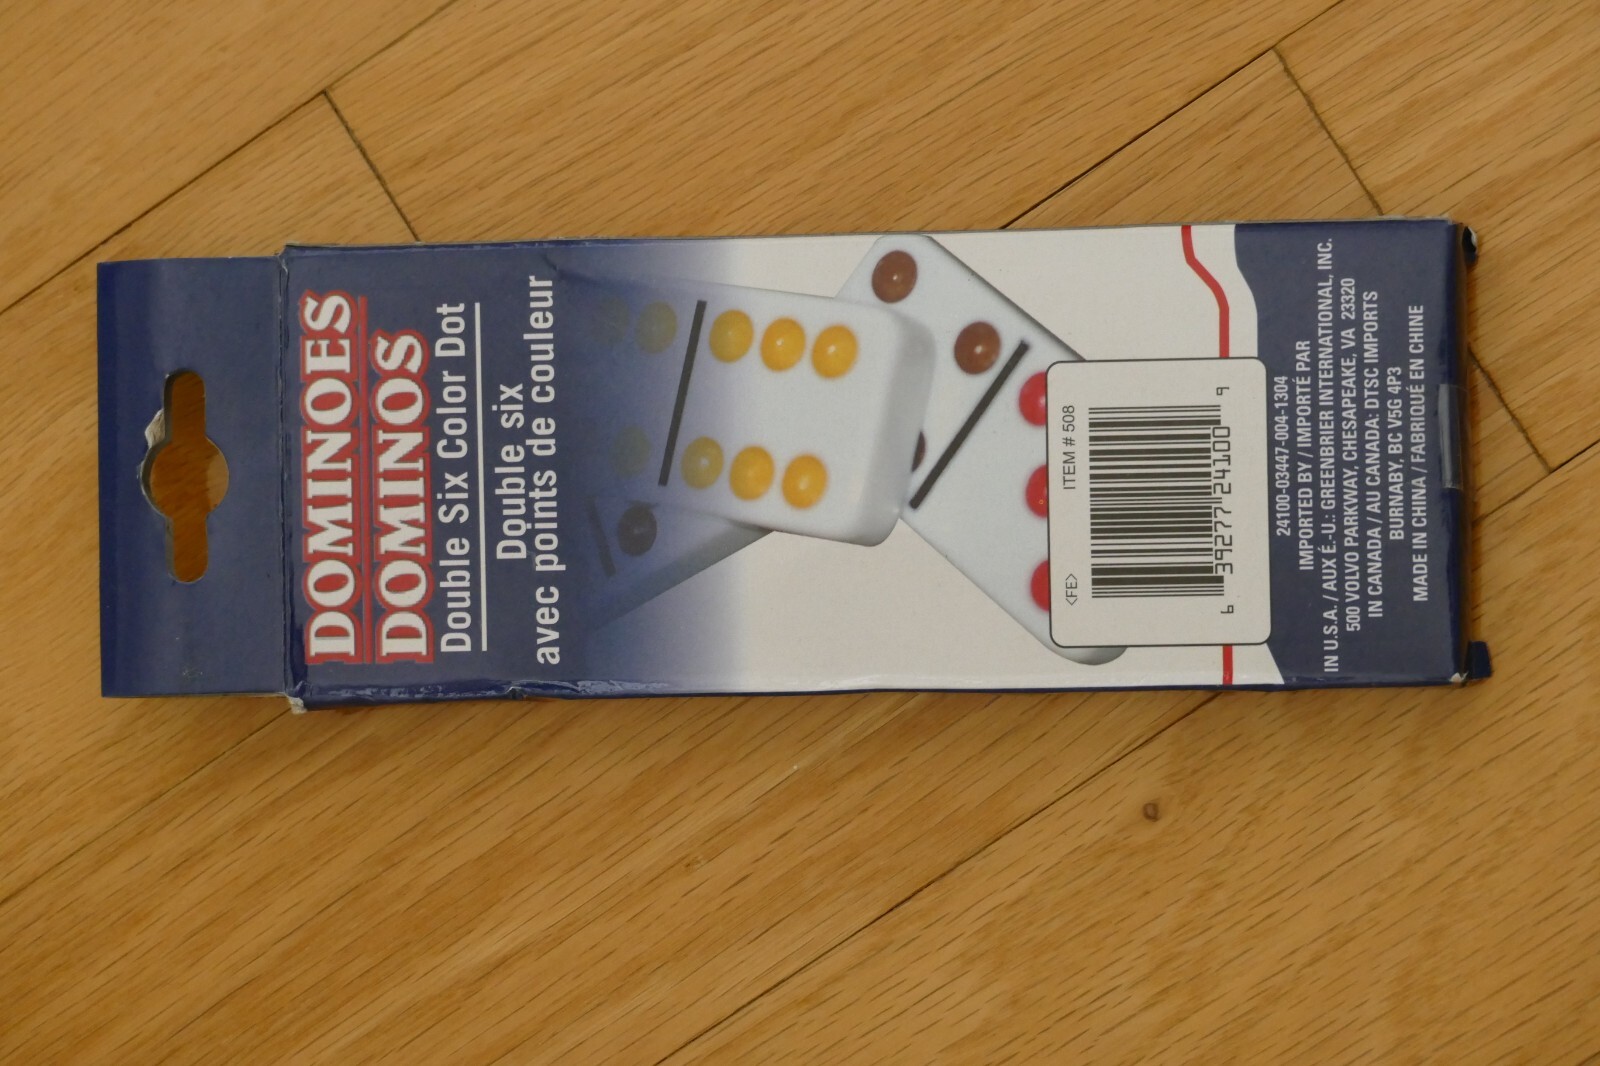 DOMINOES
DOMINOS
Double Six Color Dot
Double six
avec points de couleur
ITEM # 508
<FE>
6 39277 24100 9
24100-03447-004-1304
IMPORTED BY / IMPORTÉ PAR
IN U.S.A. / AUX É.-U.: GREENBRIER INTERNATIONAL, INC.
500 VOLVO PARKWAY, CHESAPEAKE, VA 23320
IN CANADA / AU CANADA: DTSC IMPORTS
BURNABY, BC V5G 4P3
MADE IN CHINA / FABRIQUÉ EN CHINE